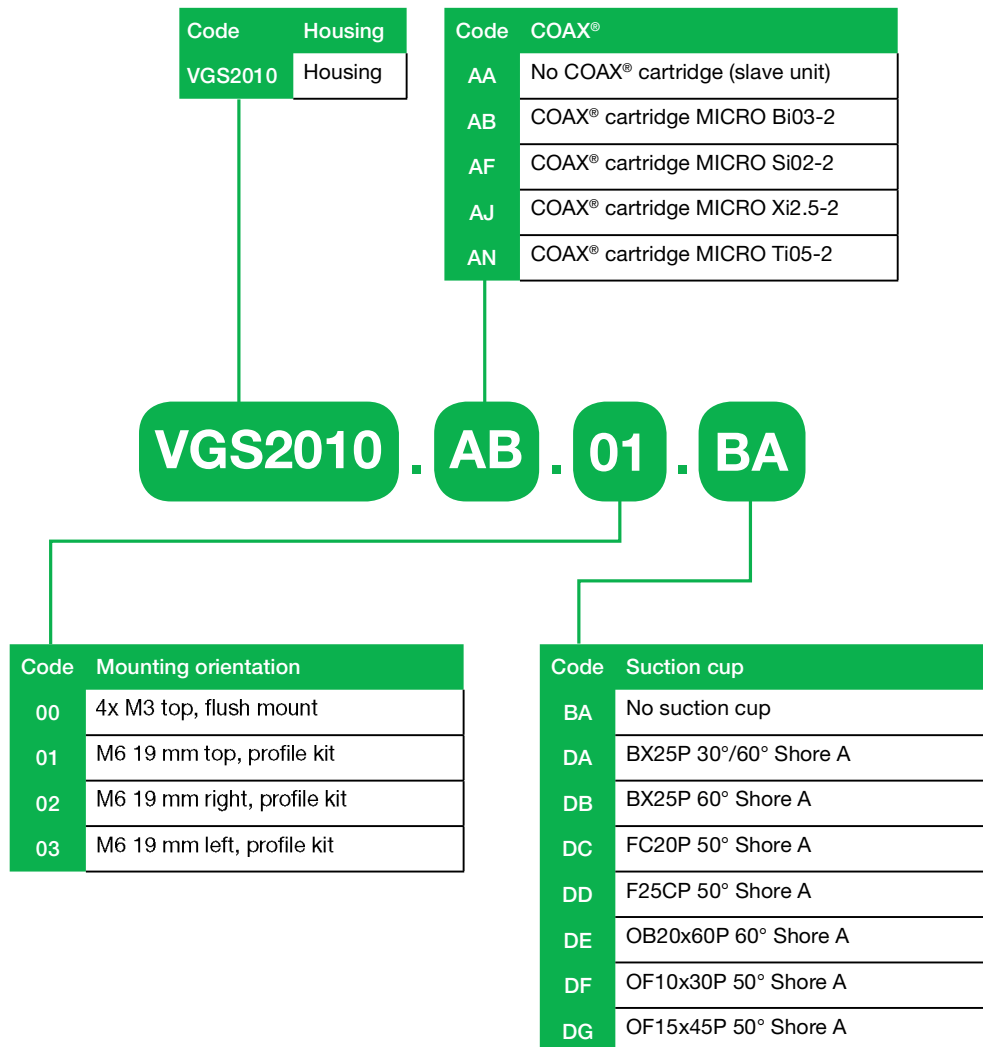 Code Housing
VGS2010 Housing
Code COAX®
AA No COAX® cartridge (slave unit)
AB COAX® cartridge MICRO Bi03-2
AF COAX® cartridge MICRO Si02-2
AJ COAX® cartridge MICRO Xi2.5-2
AN COAX® cartridge MICRO Ti05-2
VGS2010 . AB . 01 . BA
Code Mounting orientation
00 4x M3 top, flush mount
01 M6 19 mm top, profile kit
02 M6 19 mm right, profile kit
03 M6 19 mm left, profile kit
Code Suction cup
BA No suction cup
DA BX25P 30°/60° Shore A
DB BX25P 60° Shore A
DC FC20P 50° Shore A
DD F25CP 50° Shore A
DE OB20x60P 60° Shore A
DF OF10x30P 50° Shore A
DG OF15x45P 50° Shore A